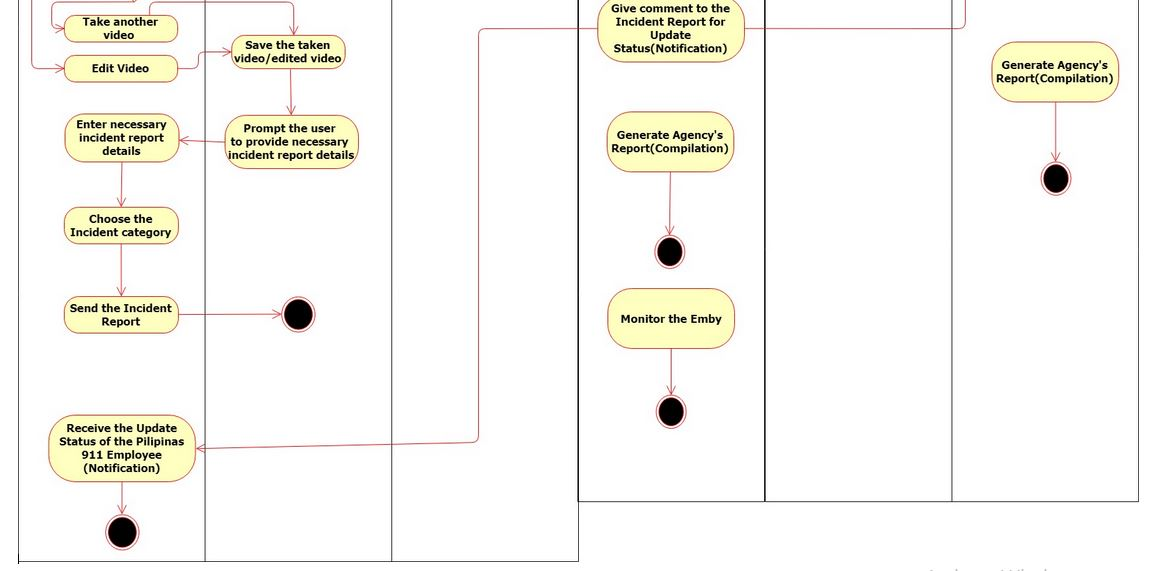 Take another
video
Edit Video
Save the taken
video/edited video
Enter necessary
incident report
details
Prompt the user
to provide necessary
incident report details
Choose the
Incident category
Send the Incident
Report
Receive the Update
Status of the Pilipinas
911 Employee
(Notification)
Give comment to the
Incident Report for
Update
Status(Notification)
Generate Agency's
Report(Compilation)
Monitor the Emby
Generate Agency's
Report(Compilation)